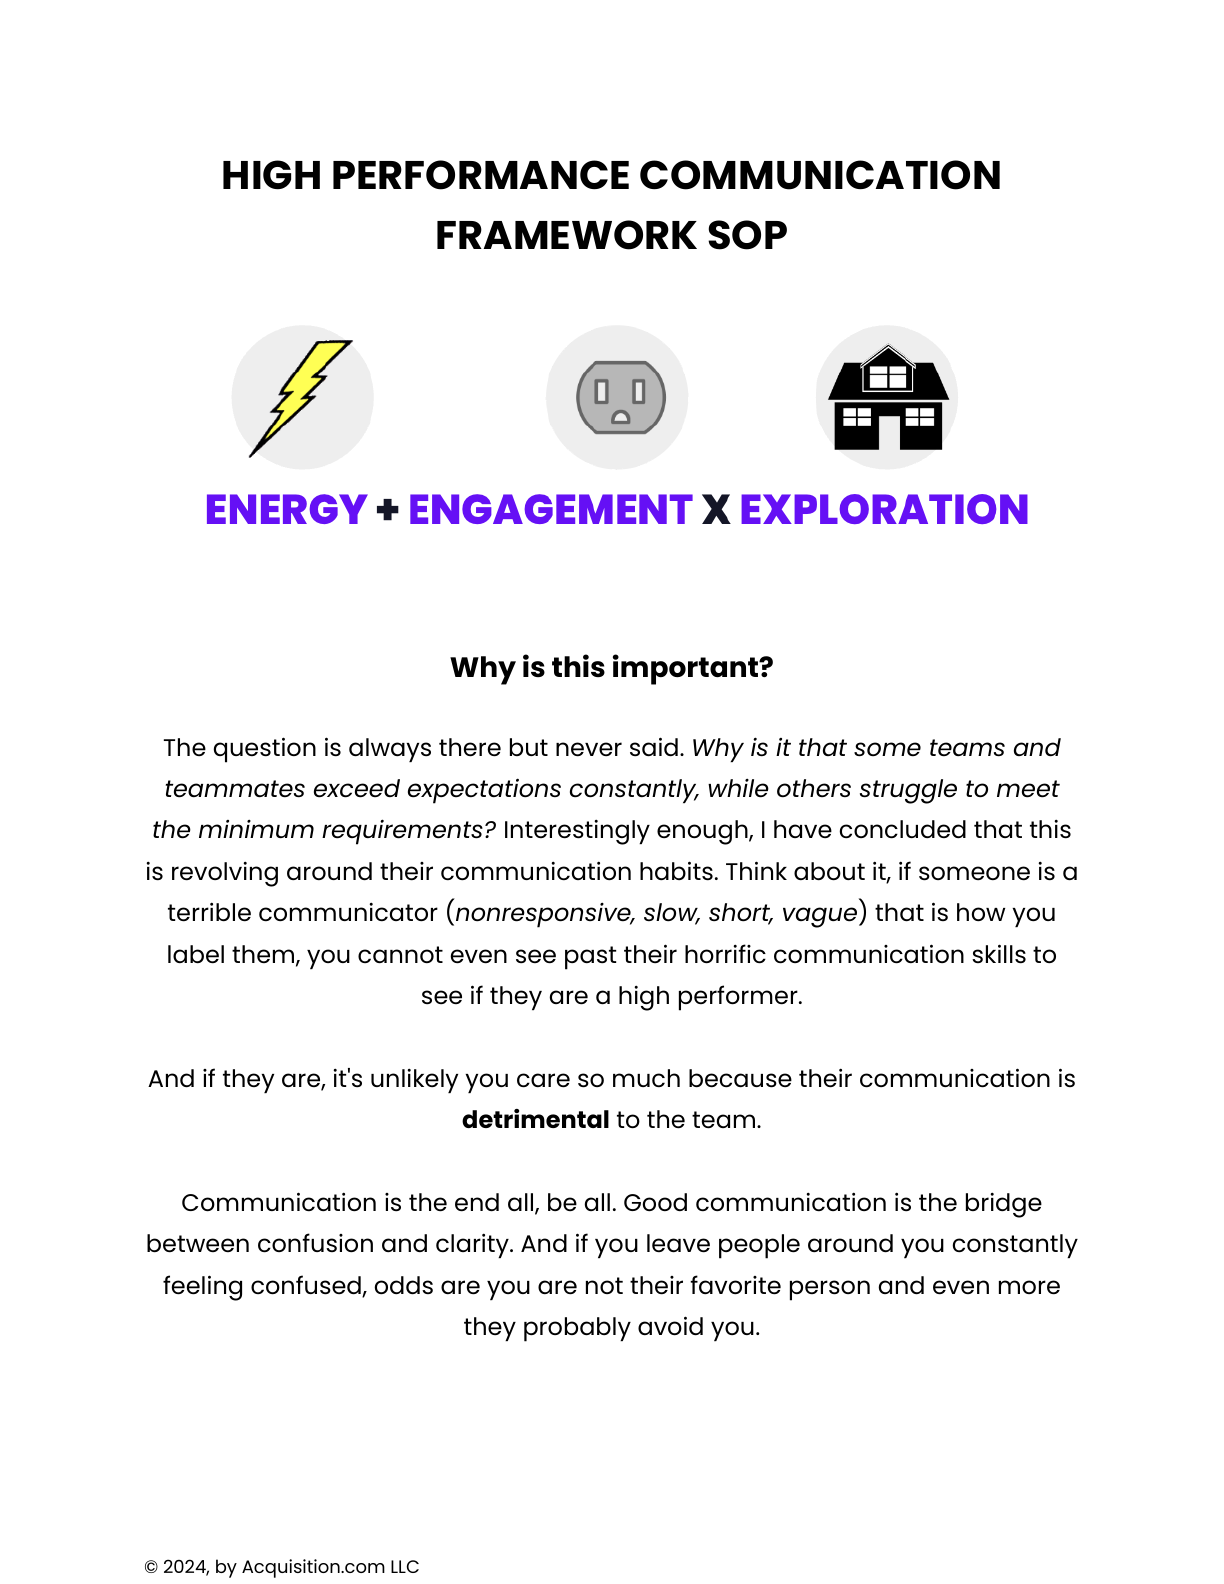 HIGH PERFORMANCE COMMUNICATION
FRAMEWORK SOP
ENERGY + ENGAGEMENT X EXPLORATION
Why is this important?
The question is always there but never said. Why is it that some teams and
teammates exceed expectations constantly, while others struggle to meet
the minimum requirements? Interestingly enough, I have concluded that this
is revolving around their communication habits. Think about it, if someone is a
terrible communicator (nonresponsive, slow, short, vague) that is how you
label them, you cannot even see past their horrific communication skills to
see if they are a high performer.
And if they are, it's unlikely you care so much because their communication is
detrimental to the team.
Communication is the end all, be all. Good communication is the bridge
between confusion and clarity. And if you leave people around you constantly
feeling confused, odds are you are not their favorite person and even more
they probably avoid you.
© 2024, by Acquisition.com LLC